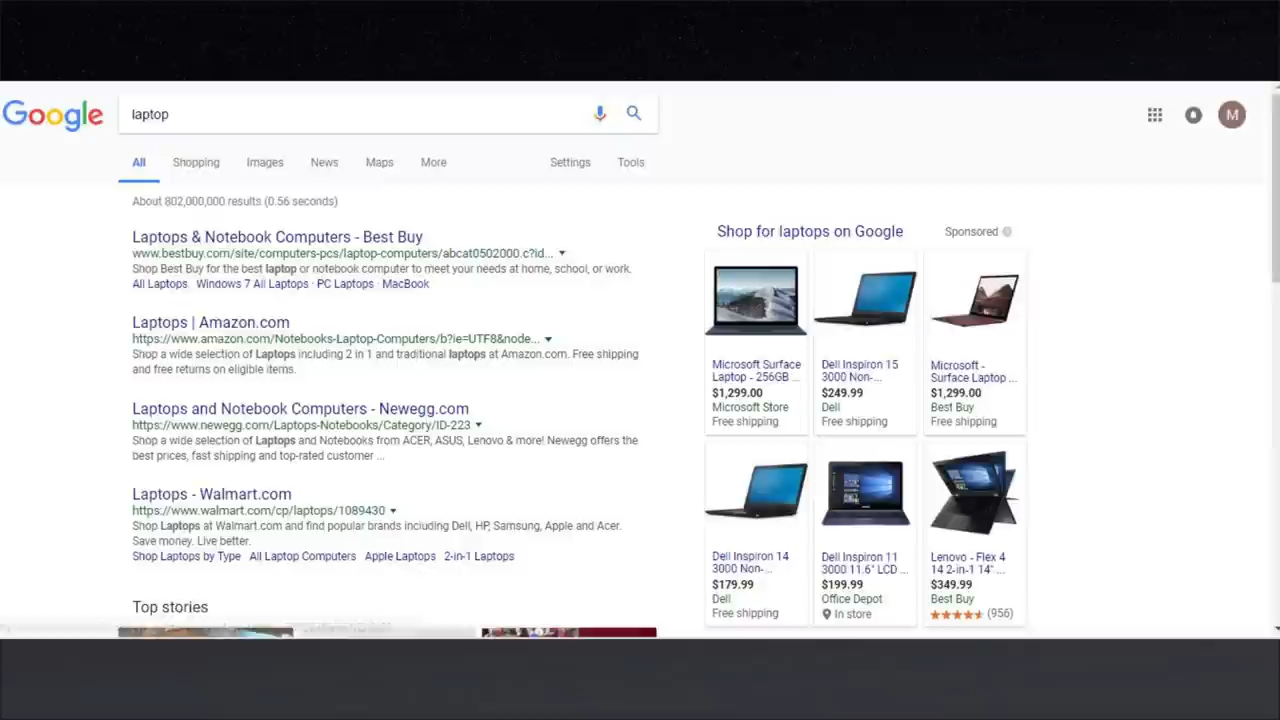 Google
laptop
M
All Shopping Images News Maps More Settings Tools
About 802,000,000 results (0.56 seconds)
Laptops & Notebook Computers - Best Buy
www.bestbuy.com/site/computers-pcs/laptop-computers/abcat0502000.c?id...
Shop Best Buy for the best laptop or notebook computer to meet your needs at home, school, or work.
All Laptops · Windows 7 All Laptops · PC Laptops · MacBook
Laptops | Amazon.com
https://www.amazon.com/Notebooks-Laptop-Computers/b?ie=UTF8&node...
Shop a wide selection of Laptops including 2 in 1 and traditional laptops at Amazon.com. Free shipping
and free returns on eligible items.
Laptops and Notebook Computers - Newegg.com
https://www.newegg.com/Laptops-Notebooks/Category/ID-223
Shop a wide selection of Laptops and Notebooks from ACER, ASUS, Lenovo & more! Newegg offers the
best prices, fast shipping and top-rated customer ...
Laptops - Walmart.com
https://www.walmart.com/cp/laptops/1089430
Shop Laptops at Walmart.com and find popular brands including Dell, HP, Samsung, Apple and Acer.
Save money. Live better.
Shop Laptops by Type All Laptop Computers Apple Laptops 2-in-1 Laptops
Top stories
Shop for laptops on Google Sponsored
Microsoft Surface
Laptop - 256GB ...
$1,299.00
Microsoft Store
Free shipping
Dell Inspiron 15
3000 Non-...
$249.99
Dell
Free shipping
Microsoft -
Surface Laptop ...
$1,299.00
Best Buy
Free shipping
Dell Inspiron 14
3000 Non-...
$179.99
Dell
Free shipping
Dell Inspiron 11
3000 11.6" LCD ...
$199.99
Office Depot
In store
Lenovo - Flex 4
14 2-in-1 14" ...
$349.99
Best Buy
(956)